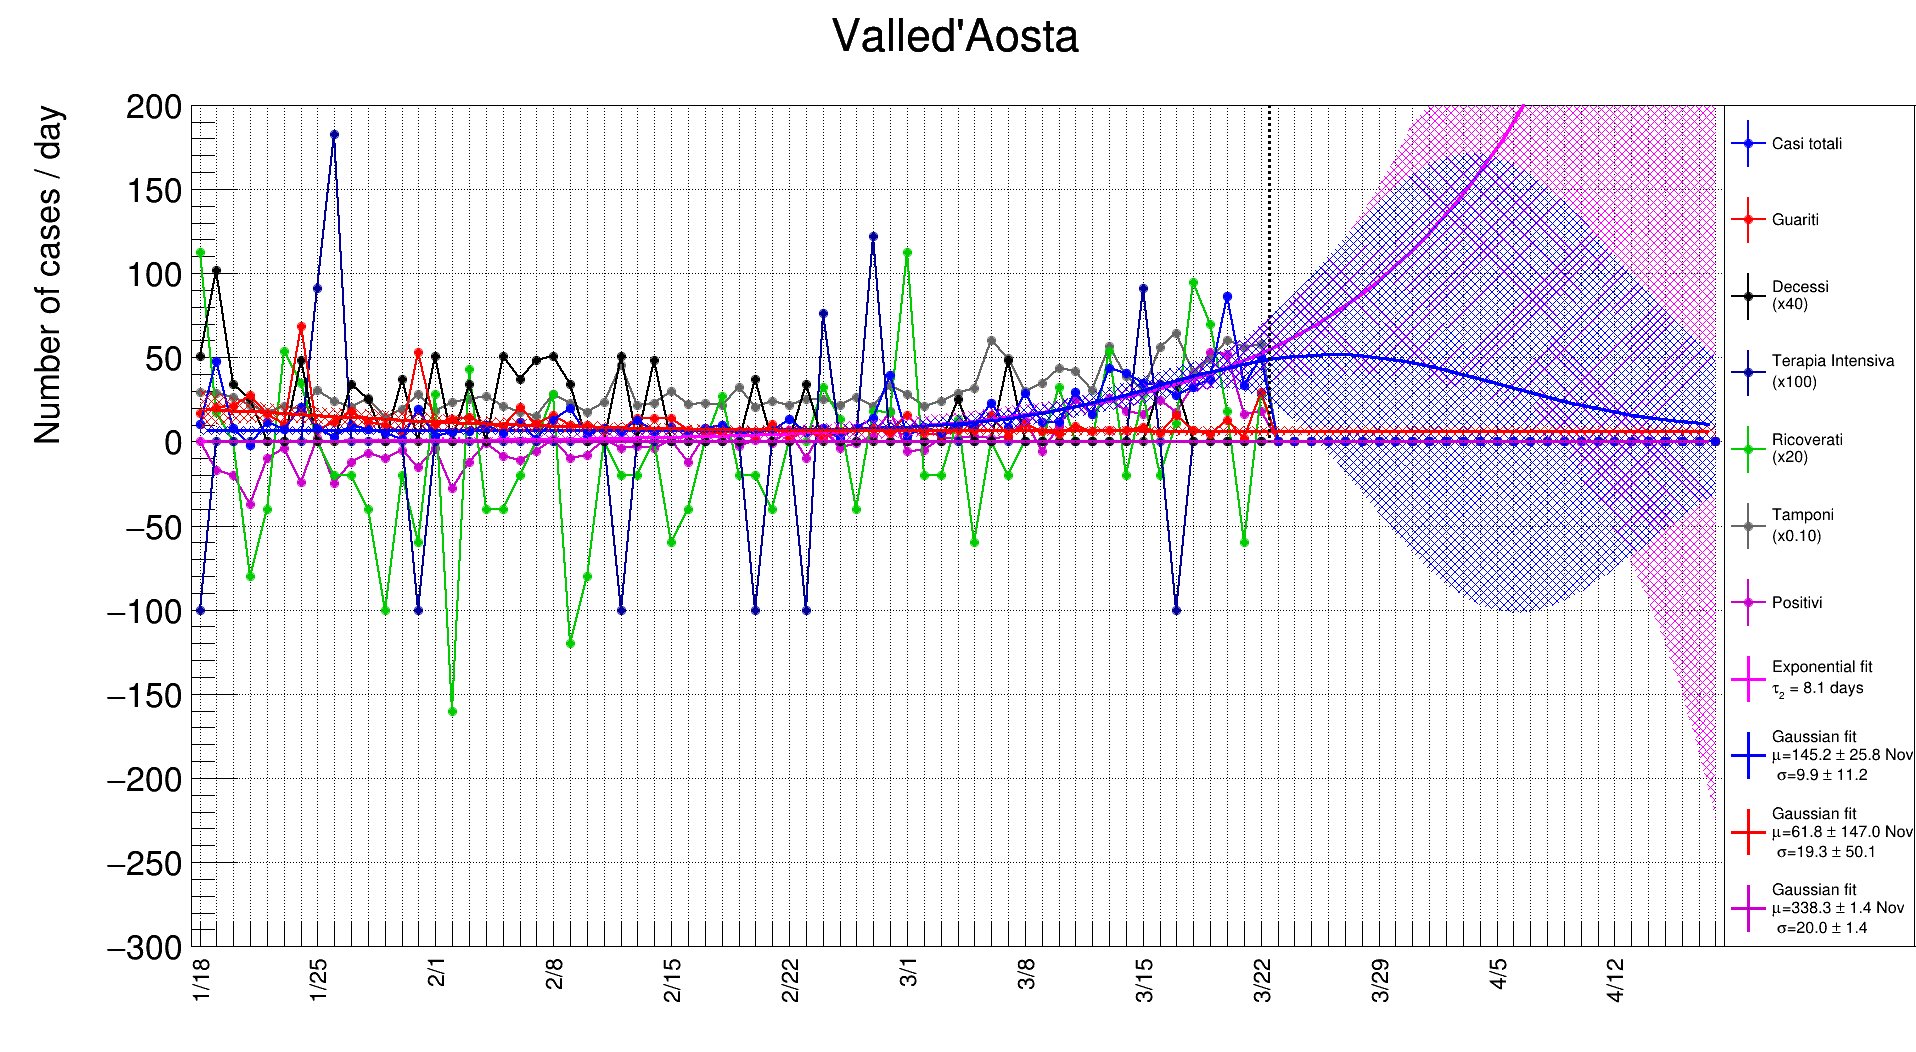 Valled'Aosta
Number of cases / day
200
150
100
50
0
−50
−100
−150
−200
−250
−300
1/18
1/25
2/1
2/8
2/15
2/22
3/1
3/8
3/15
3/22
3/29
4/5
4/12
Casi totali
Guariti
Decessi
(x40)
Terapia Intensiva
(x100)
Ricoverati
(x20)
Tamponi
(x0.10)
Positivi
Exponential fit
τ2 = 8.1 days
Gaussian fit
μ=145.2 ± 25.8 Nov
σ=9.9 ± 11.2
Gaussian fit
μ=61.8 ± 147.0 Nov
σ=19.3 ± 50.1
Gaussian fit
μ=338.3 ± 1.4 Nov
σ=20.0 ± 1.4